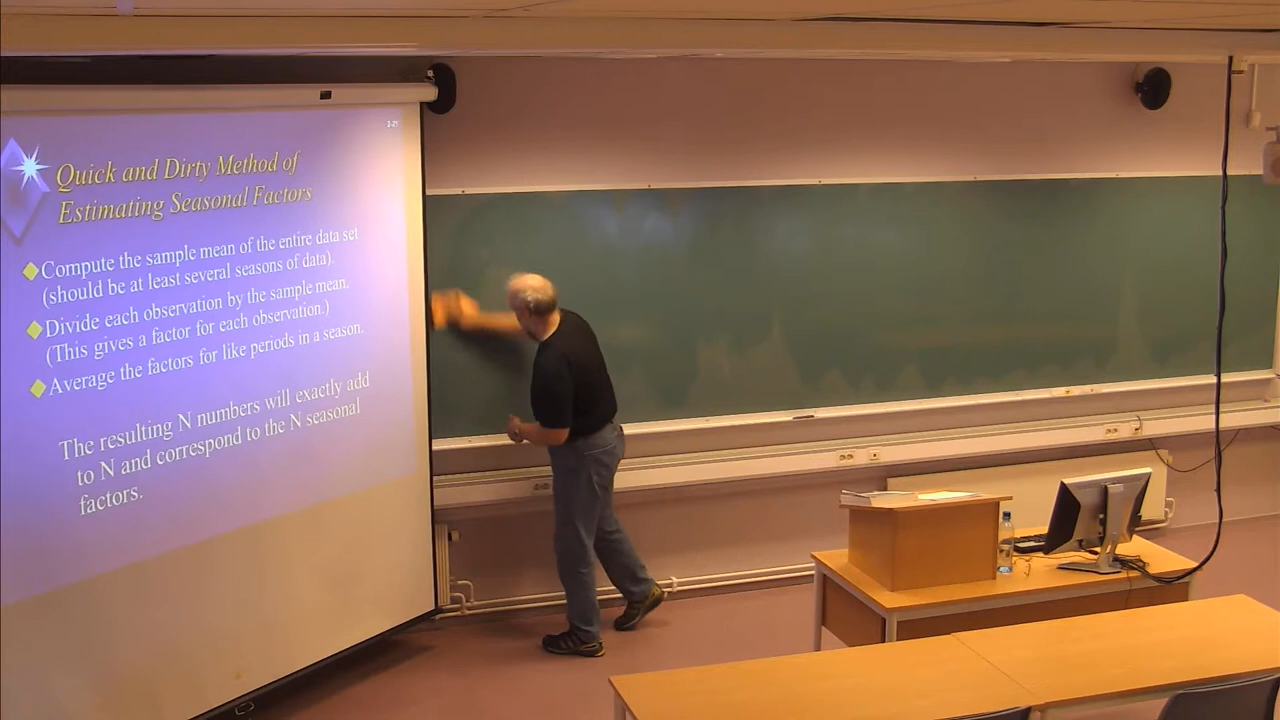 2-21
Quick and Dirty Method of
Estimating Seasonal Factors
Compute the sample mean of the entire data set
(should be at least several seasons of data).
Divide each observation by the sample mean.
(This gives a factor for each observation.)
Average the factors for like periods in a season.
The resulting N numbers will exactly add
to N and correspond to the N seasonal
factors.